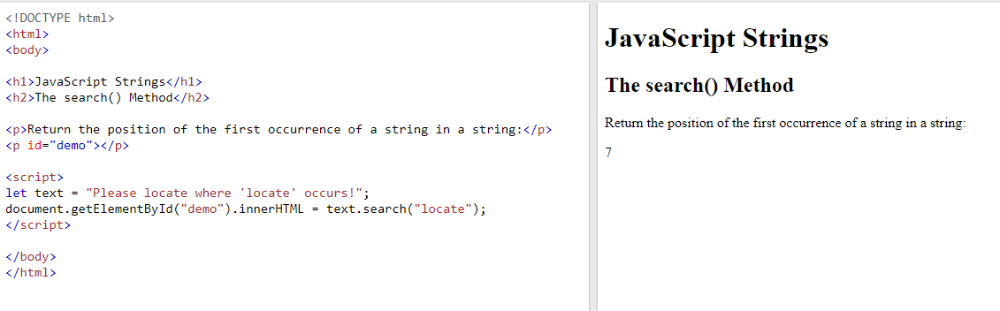 <!DOCTYPE html>
<html>
<body>
<h1>JavaScript Strings</h1>
<h2>The search() Method</h2>
<p>Return the position of the first occurrence of a string in a string:</p>
<p id="demo"></p>
<script>
let text = "Please locate where 'locate' occurs!";
document.getElementById("demo").innerHTML = text.search("locate");
</script>
</body>
</html>
JavaScript Strings
The search() Method
Return the position of the first occurrence of a string in a string:
7